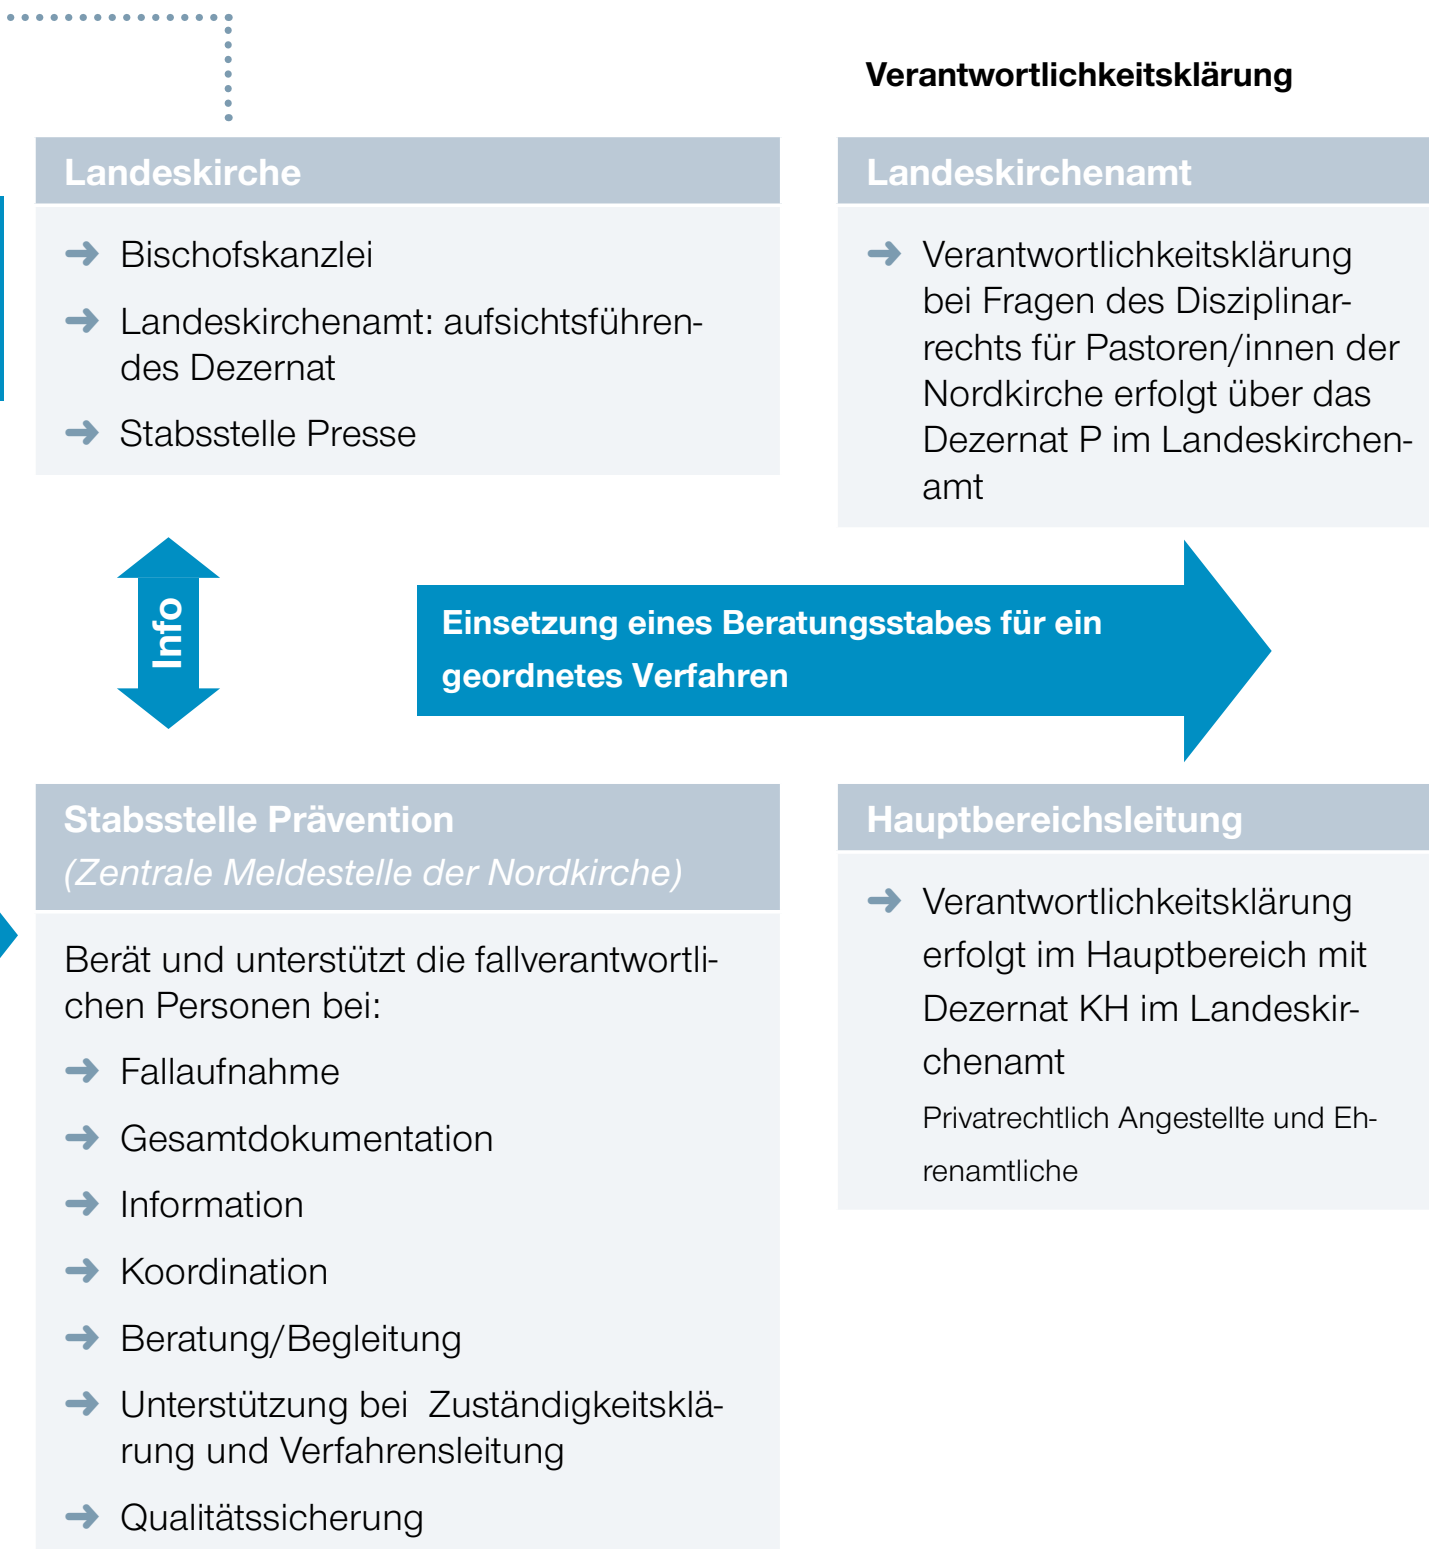 Verantwortlichkeitsklärung
Landeskirche
➜ Bischofskanzlei
➜ Landeskirchenamt: aufsichtsführen-
des Dezernat
➜ Stabsstelle Presse
Landeskirchenamt
➜ Verantwortlichkeitsklärung
bei Fragen des Disziplinar-
rechts für Pastoren/innen der
Nordkirche erfolgt über das
Dezernat P im Landeskirchen-
amt
Info
Einsetzung eines Beratungsstabes für ein
geordnetes Verfahren
Stabsstelle Prävention
(Zentrale Meldestelle der Nordkirche)
Berät und unterstützt die fallverantwortli-
chen Personen bei:
➜ Fallaufnahme
➜ Gesamtdokumentation
➜ Information
➜ Koordination
➜ Beratung/Begleitung
➜ Unterstützung bei  Zuständigkeitsklä-
rung und Verfahrensleitung
➜ Qualitätssicherung
Hauptbereichsleitung
➜ Verantwortlichkeitsklärung
erfolgt im Hauptbereich mit
Dezernat KH im Landeskir-
chenamt
Privatrechtlich Angestellte und Eh-
renamtliche